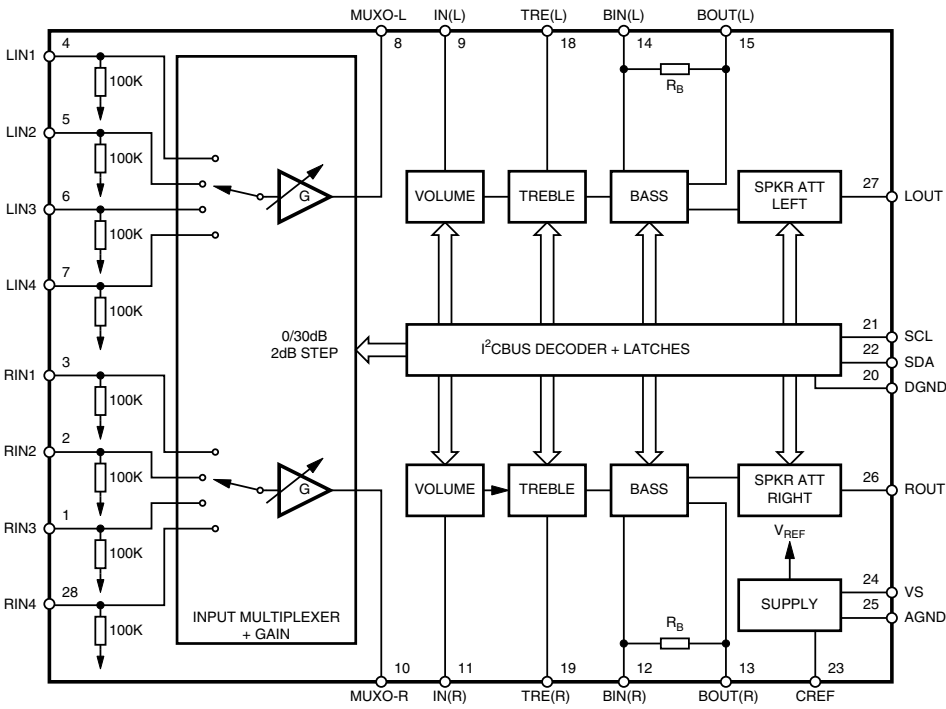 MUXO-L IN(L) TRE(L) BIN(L) BOUT(L)
8 9 18 14 15
LIN1 4
100K
LIN2 5
100K
LIN3 6
100K
LIN4 7
100K
RIN1 3
100K
RIN2 2
100K
RIN3 1
100K
RIN4 28
100K
G
0/30dB
2dB STEP
G
INPUT MULTIPLEXER
+ GAIN
R_B
VOLUME TREBLE BASS SPKR ATT
LEFT
27 LOUT
I²CBUS DECODER + LATCHES
21 SCL
22 SDA
20 DGND
VOLUME TREBLE BASS SPKR ATT
RIGHT
26 ROUT
V_REF
SUPPLY
24 VS
25 AGND
R_B
10 11 19 12 13 23
MUXO-R IN(R) TRE(R) BIN(R) BOUT(R) CREF